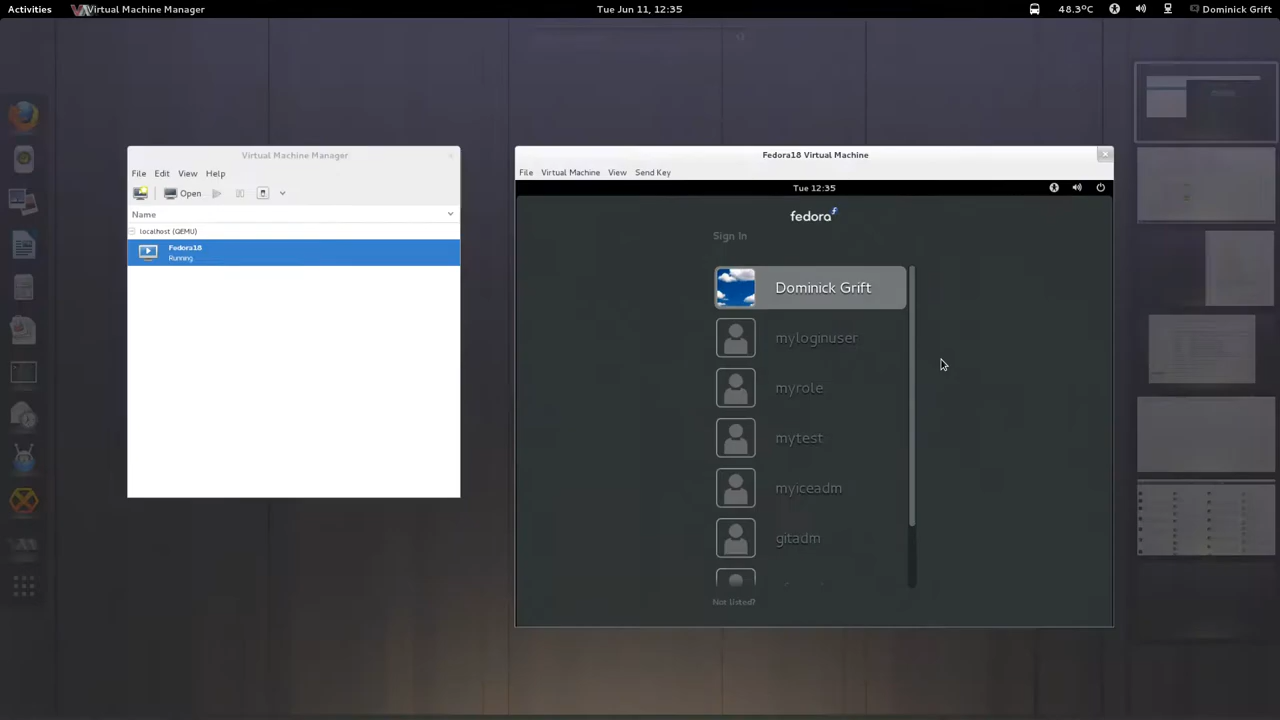 Activities Virtual Machine Manager Tue Jun 11, 12:35 48.3°C Dominick Grift
Virtual Machine Manager
File Edit View Help
Open
Name
localhost (QEMU)
Fedora18
Running
Fedora18 Virtual Machine
File Virtual Machine View Send Key
Tue 12:35
fedora
Sign In
Dominick Grift
myloginuser
myrole
mytest
myiceadm
gitadm
Not listed?